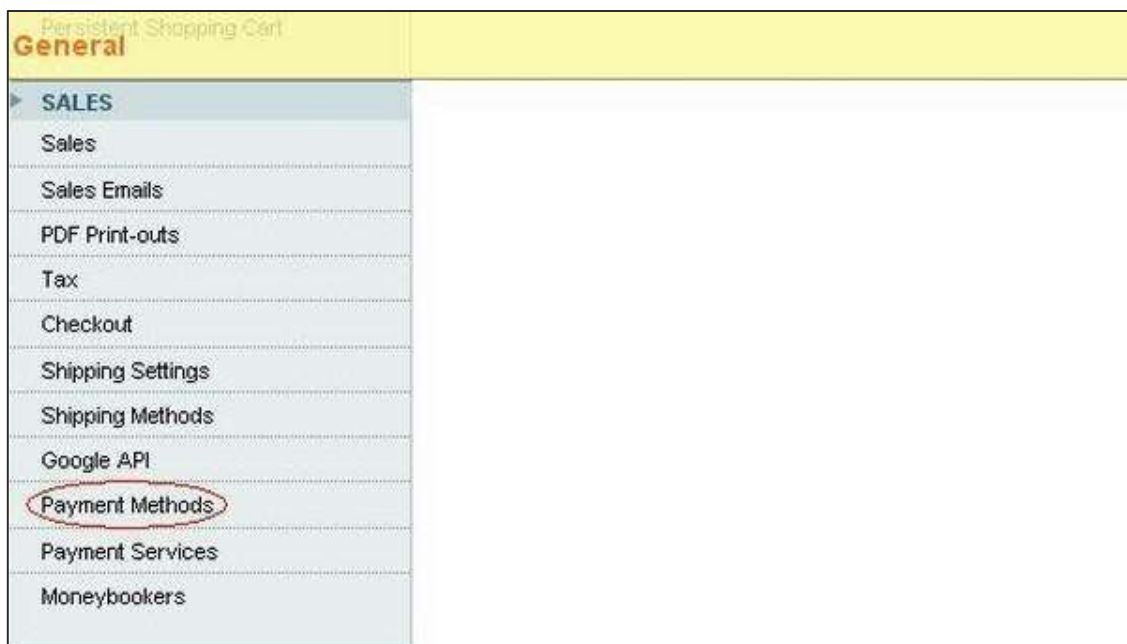 Persistent Shopping Cart
General
SALES
Sales
Sales Emails
PDF Print-outs
Tax
Checkout
Shipping Settings
Shipping Methods
Google API
Payment Methods
Payment Services
Moneybookers